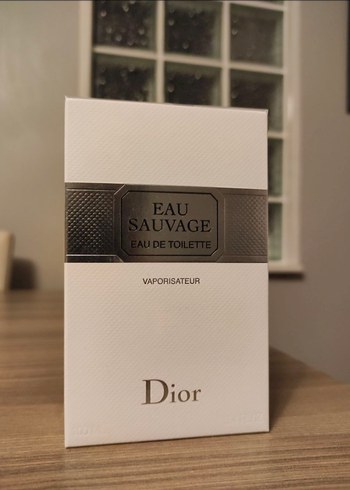 EAU
SAUVAGE
EAU DE TOILETTE
VAPORISATEUR
Dior